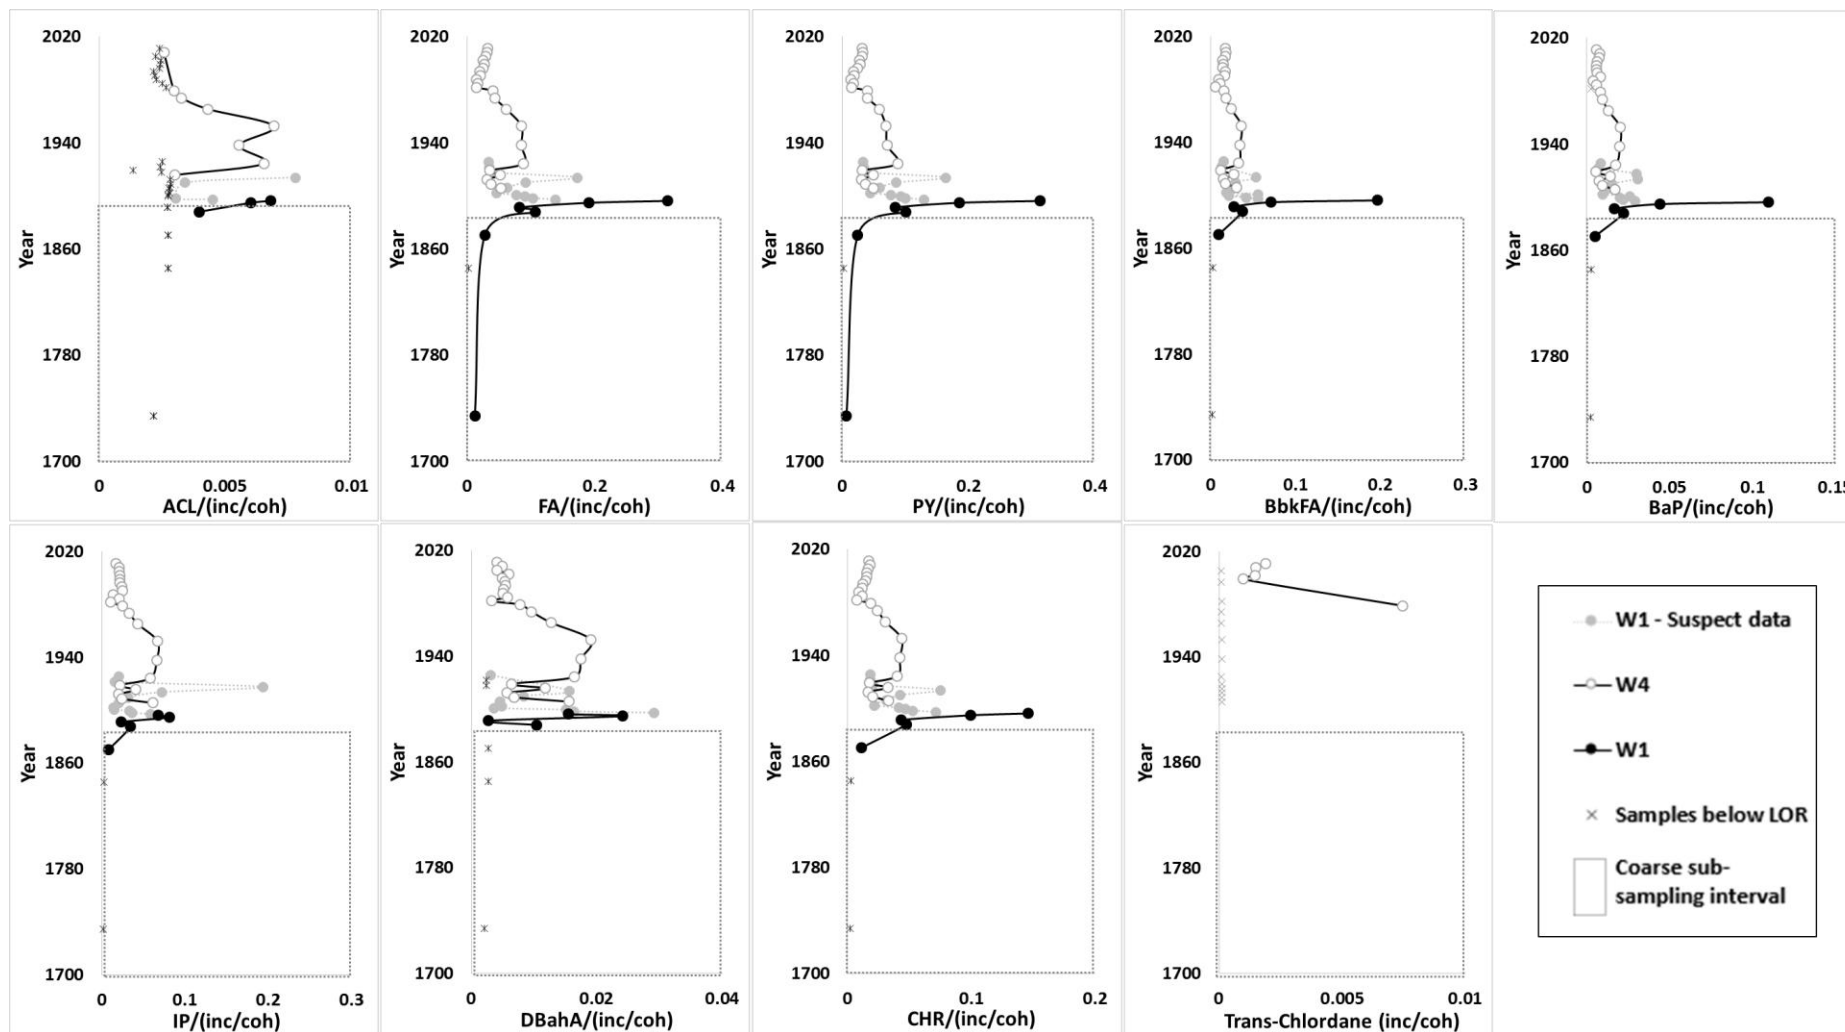 2020
1940
1860
1780
1700
Year
0 0.005 0.01
ACL/(inc/coh)
2020
1940
1860
1780
1700
Year
0 0.2 0.4
FA/(inc/coh)
2020
1940
1860
1780
1700
Year
0 0.2 0.4
PY/(inc/coh)
2020
1940
1860
1780
1700
Year
0 0.1 0.2 0.3
BbkFA/(inc/coh)
2020
1940
1860
1780
1700
Year
0 0.05 0.1 0.15
BaP/(inc/coh)
2020
1940
1860
1780
1700
Year
0 0.1 0.2 0.3
IP/(inc/coh)
2020
1940
1860
1780
1700
Year
0 0.02 0.04
DBahA/(inc/coh)
2020
1940
1860
1780
1700
Year
0 0.1 0.2
CHR/(inc/coh)
2020
1940
1860
1780
1700
Year
0 0.005 0.01
Trans-Chlordane (inc/coh)
W1 - Suspect data
W4
W1
Samples below LOR
Coarse sub-
sampling interval